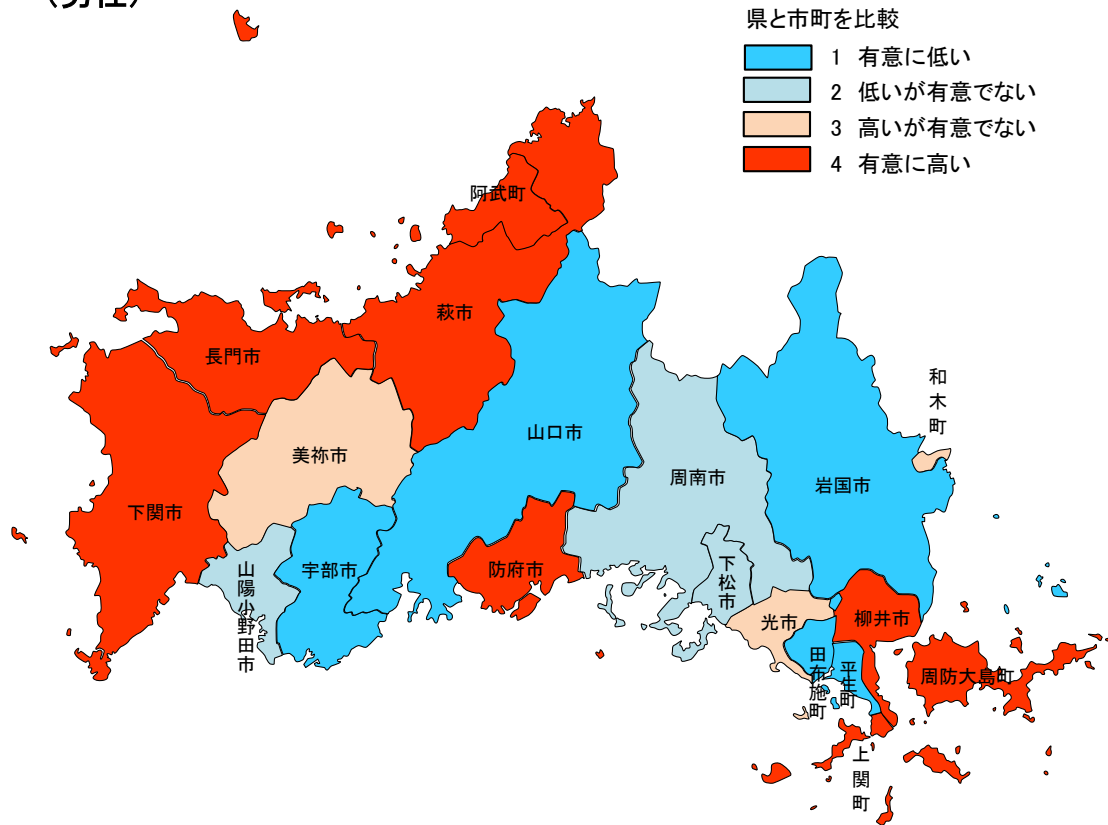 (男性)
県と市町を比較
1 有意に低い
2 低いが有意でない
3 高いが有意でない
4 有意に高い
阿武町
萩市
長門市
和木町
山口市
美祢市
周南市
岩国市
下関市
宇部市
防府市
下松市
山陽小野田市
光市
柳井市
田布施町
平生町
周防大島町
上関町